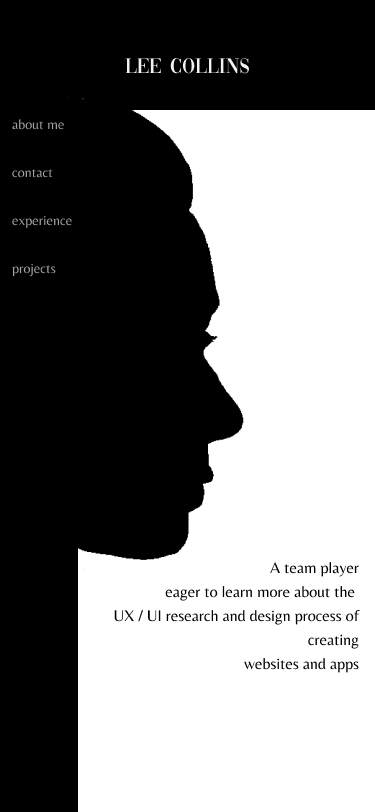 LEE COLLINS
about me
contact
experience
projects
A team player
eager to learn more about the
UX / UI research and design process of
creating
websites and apps